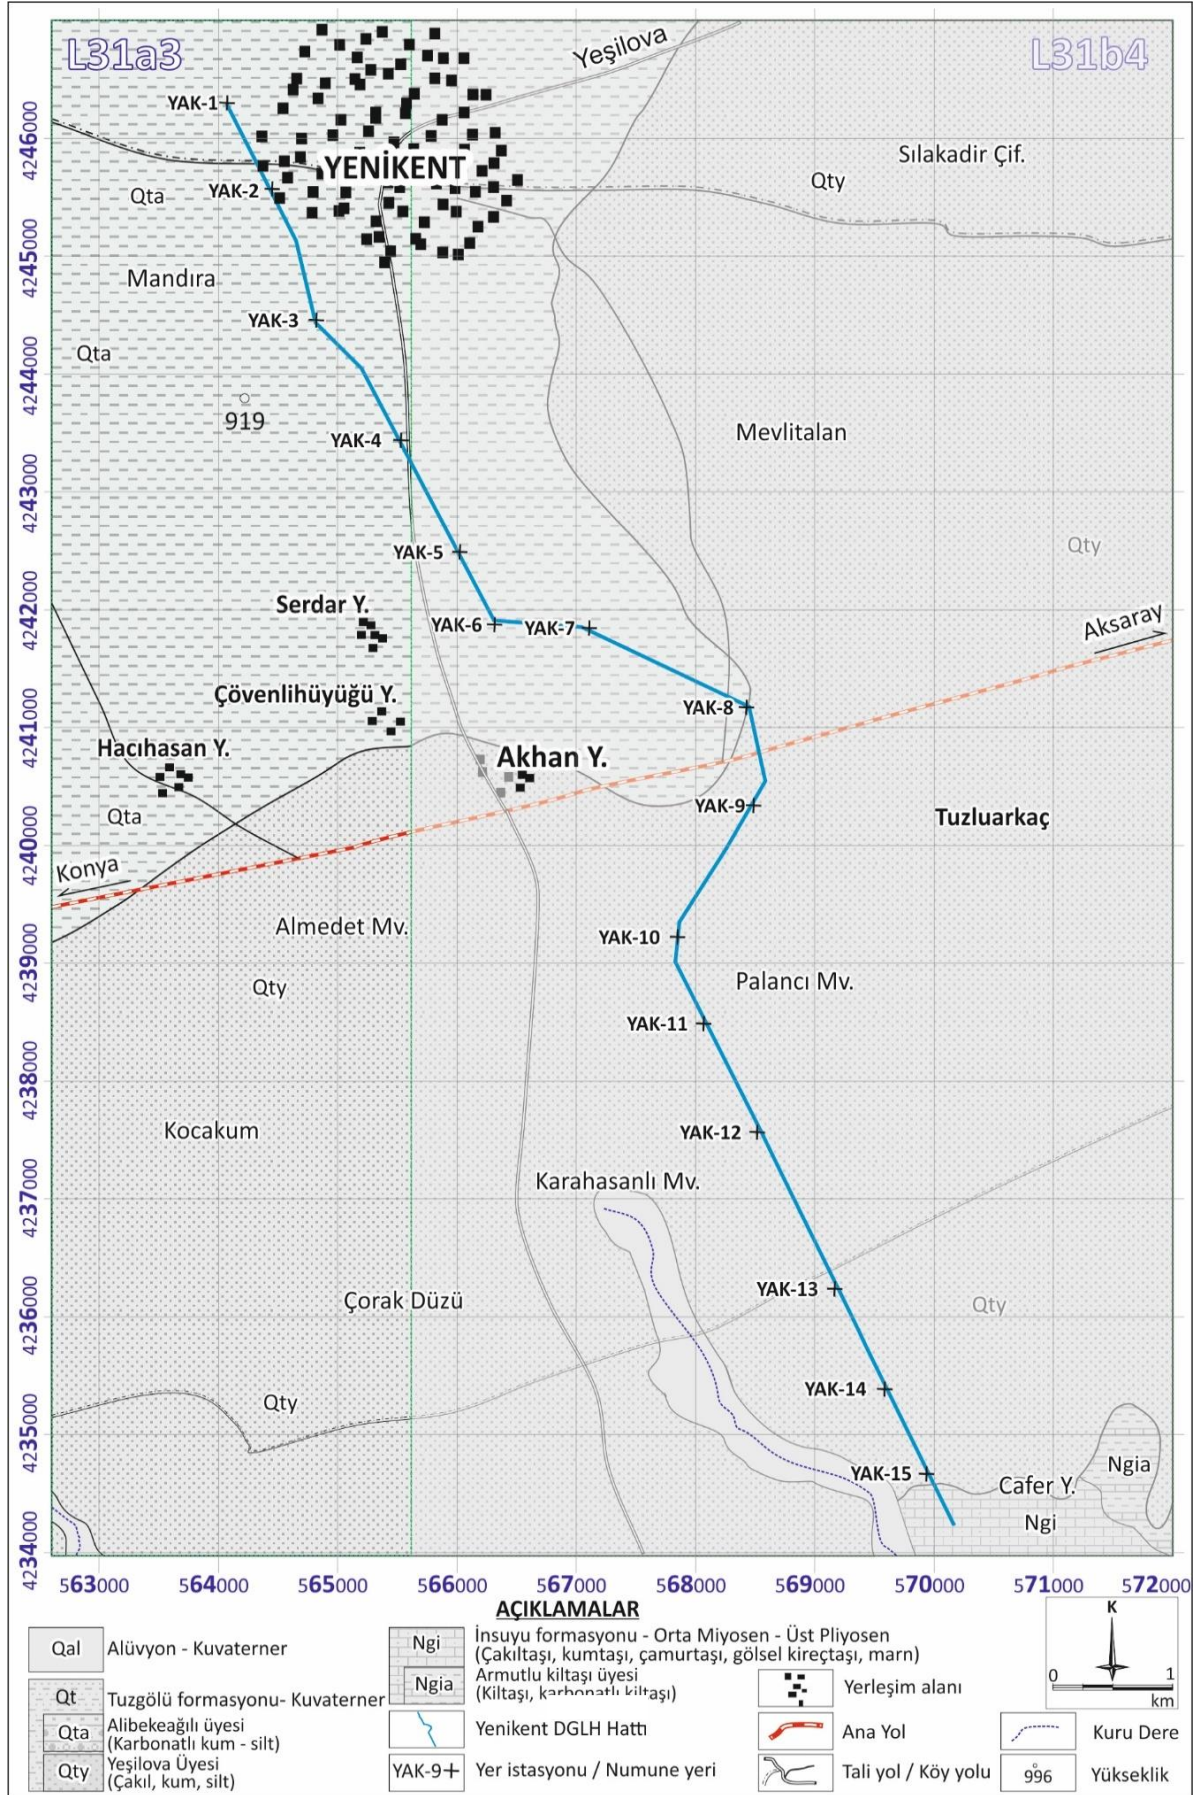 L31a3
L31b4
Yeşilova
YAK-1
4246000
YENİKENT
Sılakadir Çif.
Qty
Qta
YAK-2
4245000
Mandıra
YAK-3
Qta
4244000
919
YAK-4
Mevlitalan
4243000
YAK-5
Qty
4242000
Serdar Y.
YAK-6
YAK-7
Aksaray
Çövenlihüyüğü Y.
YAK-8
4241000
Hacıhasan Y.
Akhan Y.
YAK-9
Qta
Tuzluarkaç
4240000
Konya
Almedet Mv.
YAK-10
4239000
Qty
Palancı Mv.
YAK-11
4238000
Kocakum
YAK-12
Karahasanlı Mv.
4237000
YAK-13
Çorak Düzü
Qty
4236000
YAK-14
Qty
4235000
YAK-15
Cafer Y.
Ngia
Ngi
4234000
563000 564000 565000 566000 567000 568000 569000 570000 571000 572000
AÇIKLAMALAR
Qal Alüvyon - Kuvaterner
Qt Tuzgölü formasyonu- Kuvaterner
Qta Alibekeağılı üyesi
(Karbonatlı kum - silt)
Qty Yeşilova Üyesi
(Çakıl, kum, silt)
Ngi İnsuyu formasyonu - Orta Miyosen - Üst Pliyosen
(Çakıltaşı, kumtaşı, çamurtaşı, gölsel kireçtaşı, marn)
Ngia Armutlu kiltaşı üyesi
(Kiltaşı, karbonatlı kiltaşı)
Yenikent DGLH Hattı
YAK-9+ Yer istasyonu / Numune yeri
Yerleşim alanı
Ana Yol
Tali yol / Köy yolu
Kuru Dere
996 Yükseklik
K
0 1
km